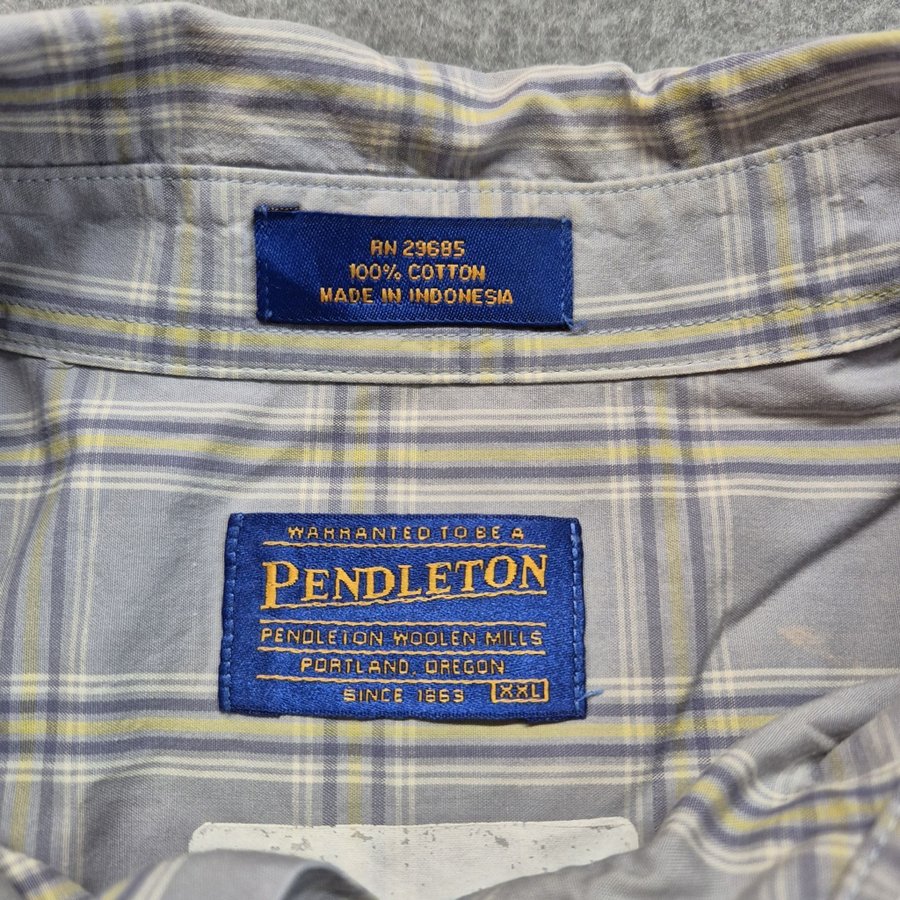 RN 29685
100% COTTON
MADE IN INDONESIA
WARRANTED TO BE A
PENDLETON
PENDLETON WOOLEN MILLS
PORTLAND, OREGON
SINCE 1863 XXL